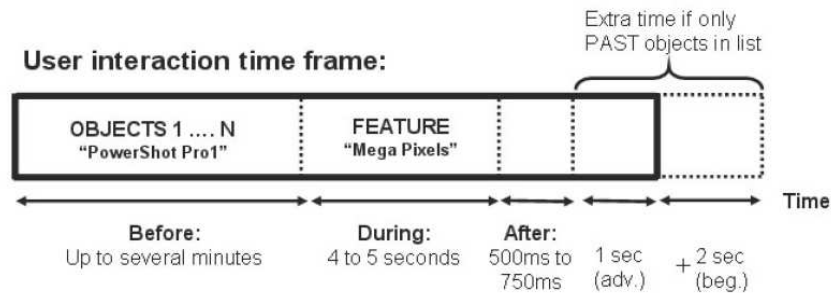 Extra time if only
PAST objects in list
User interaction time frame:
OBJECTS 1 .... N
"PowerShot Pro1"
FEATURE
"Mega Pixels"
Time
Before:
Up to several minutes
During:
4 to 5 seconds
After:
500ms to
750ms
1 sec
(adv.)
+ 2 sec
(beg.)